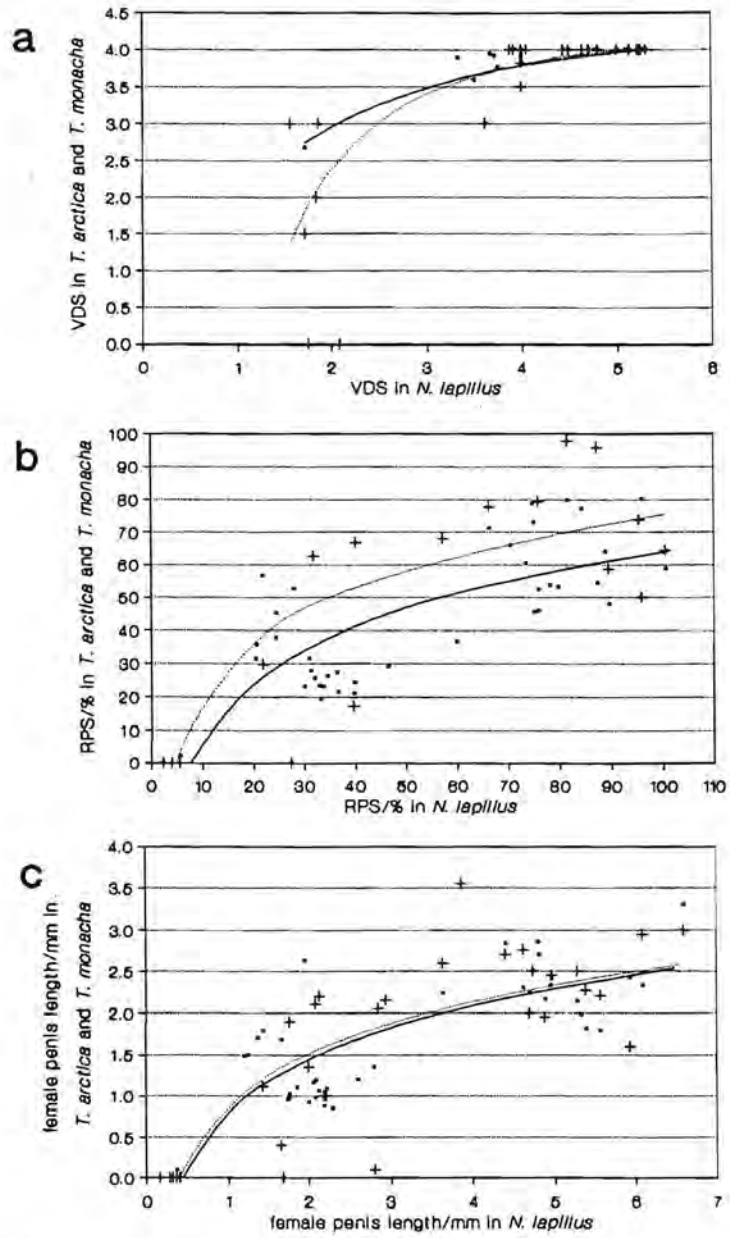 a
VDS in T. arctica and T. monacha
4.5
4.0
3.5
3.0
2.5
2.0
1.5
1.0
0.5
0.0
0 1 2 3 4 5 6
VDS in N. lapillus
b
RPS/% in T. arctica and T. monacha
100
90
80
70
60
50
40
30
20
10
0
0 10 20 30 40 50 60 70 80 90 100 110
RPS/% in N. lapillus
c
female penis length/mm in
T. arctica and T. monacha
4.0
3.5
3.0
2.5
2.0
1.5
1.0
0.5
0.0
0 1 2 3 4 5 6 7
female penis length/mm in N. lapillus